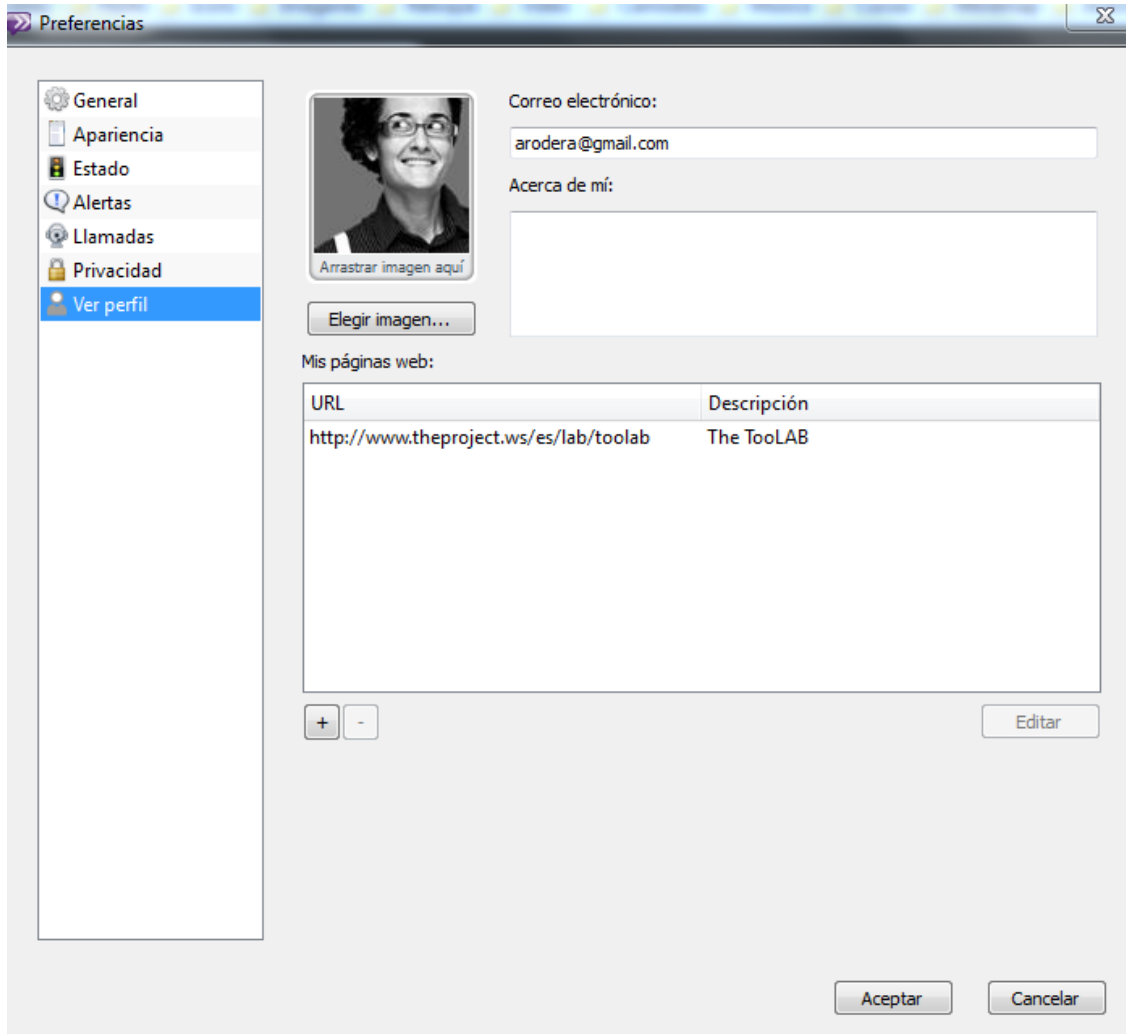 Preferencias
General
Apariencia
Estado
Alertas
Llamadas
Privacidad
Ver perfil
Arrastrar imagen aquí
Elegir imagen...
Correo electrónico:
arodera@gmail.com
Acerca de mí:
Mis páginas web:
URL Descripción
http://www.theproject.ws/es/lab/toolab The TooLAB
+ -
Editar
Aceptar Cancelar